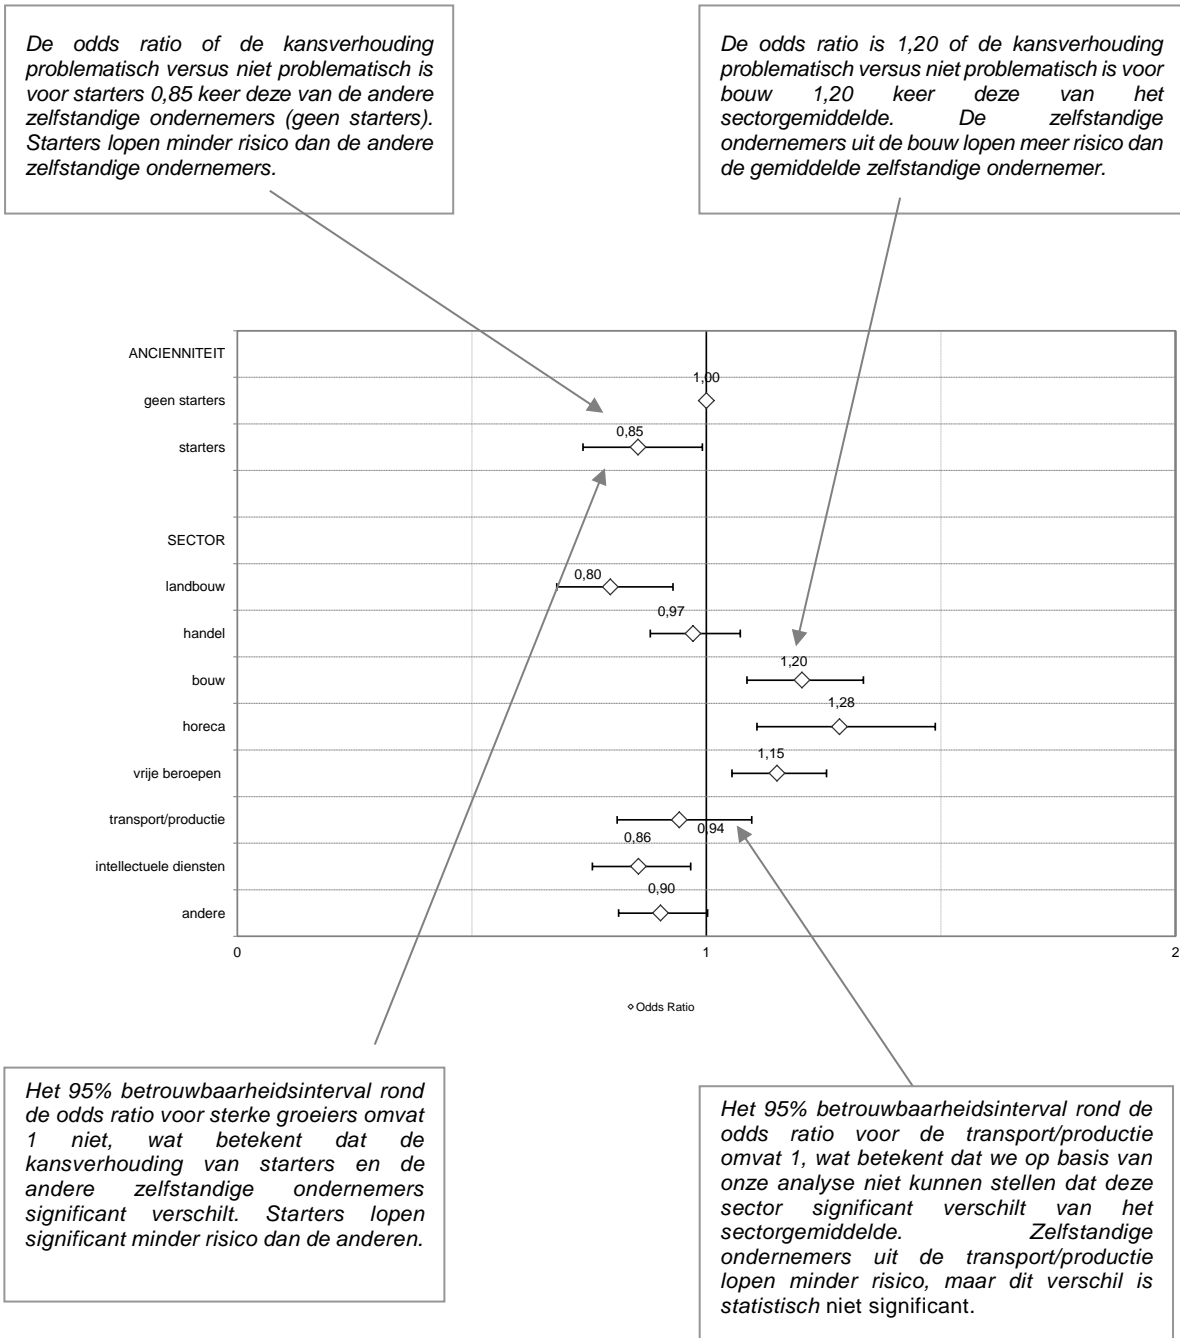 De odds ratio of de kansverhouding
problematisch versus niet problematisch is
voor starters 0,85 keer deze van de andere
zelfstandige ondernemers (geen starters).
Starters lopen minder risico dan de andere
zelfstandige ondernemers.
De odds ratio is 1,20 of de kansverhouding
problematisch versus niet problematisch is voor
bouw 1,20 keer deze van het
sectorgemiddelde. De zelfstandige
ondernemers uit de bouw lopen meer risico dan
de gemiddelde zelfstandige ondernemer.
ANCIENNITEIT
1,00
geen starters
0,85
starters
SECTOR
0,80
landbouw
0,97
handel
1,20
bouw
1,28
horeca
1,15
vrije beroepen
transport/productie
0,94
0,86
intellectuele diensten
0,90
andere
0
1
2
Odds Ratio
Het 95% betrouwbaarheidsinterval rond
de odds ratio voor sterke groeiers omvat
1 niet, wat betekent dat de
kansverhouding van starters en de
andere zelfstandige ondernemers
significant verschilt. Starters lopen
significant minder risico dan de anderen.
Het 95% betrouwbaarheidsinterval rond de
odds ratio voor de transport/productie
omvat 1, wat betekent dat we op basis van
onze analyse niet kunnen stellen dat deze
sector significant verschilt van het
sectorgemiddelde. Zelfstandige
ondernemers uit de transport/productie
lopen minder risico, maar dit verschil is
statistisch niet significant.